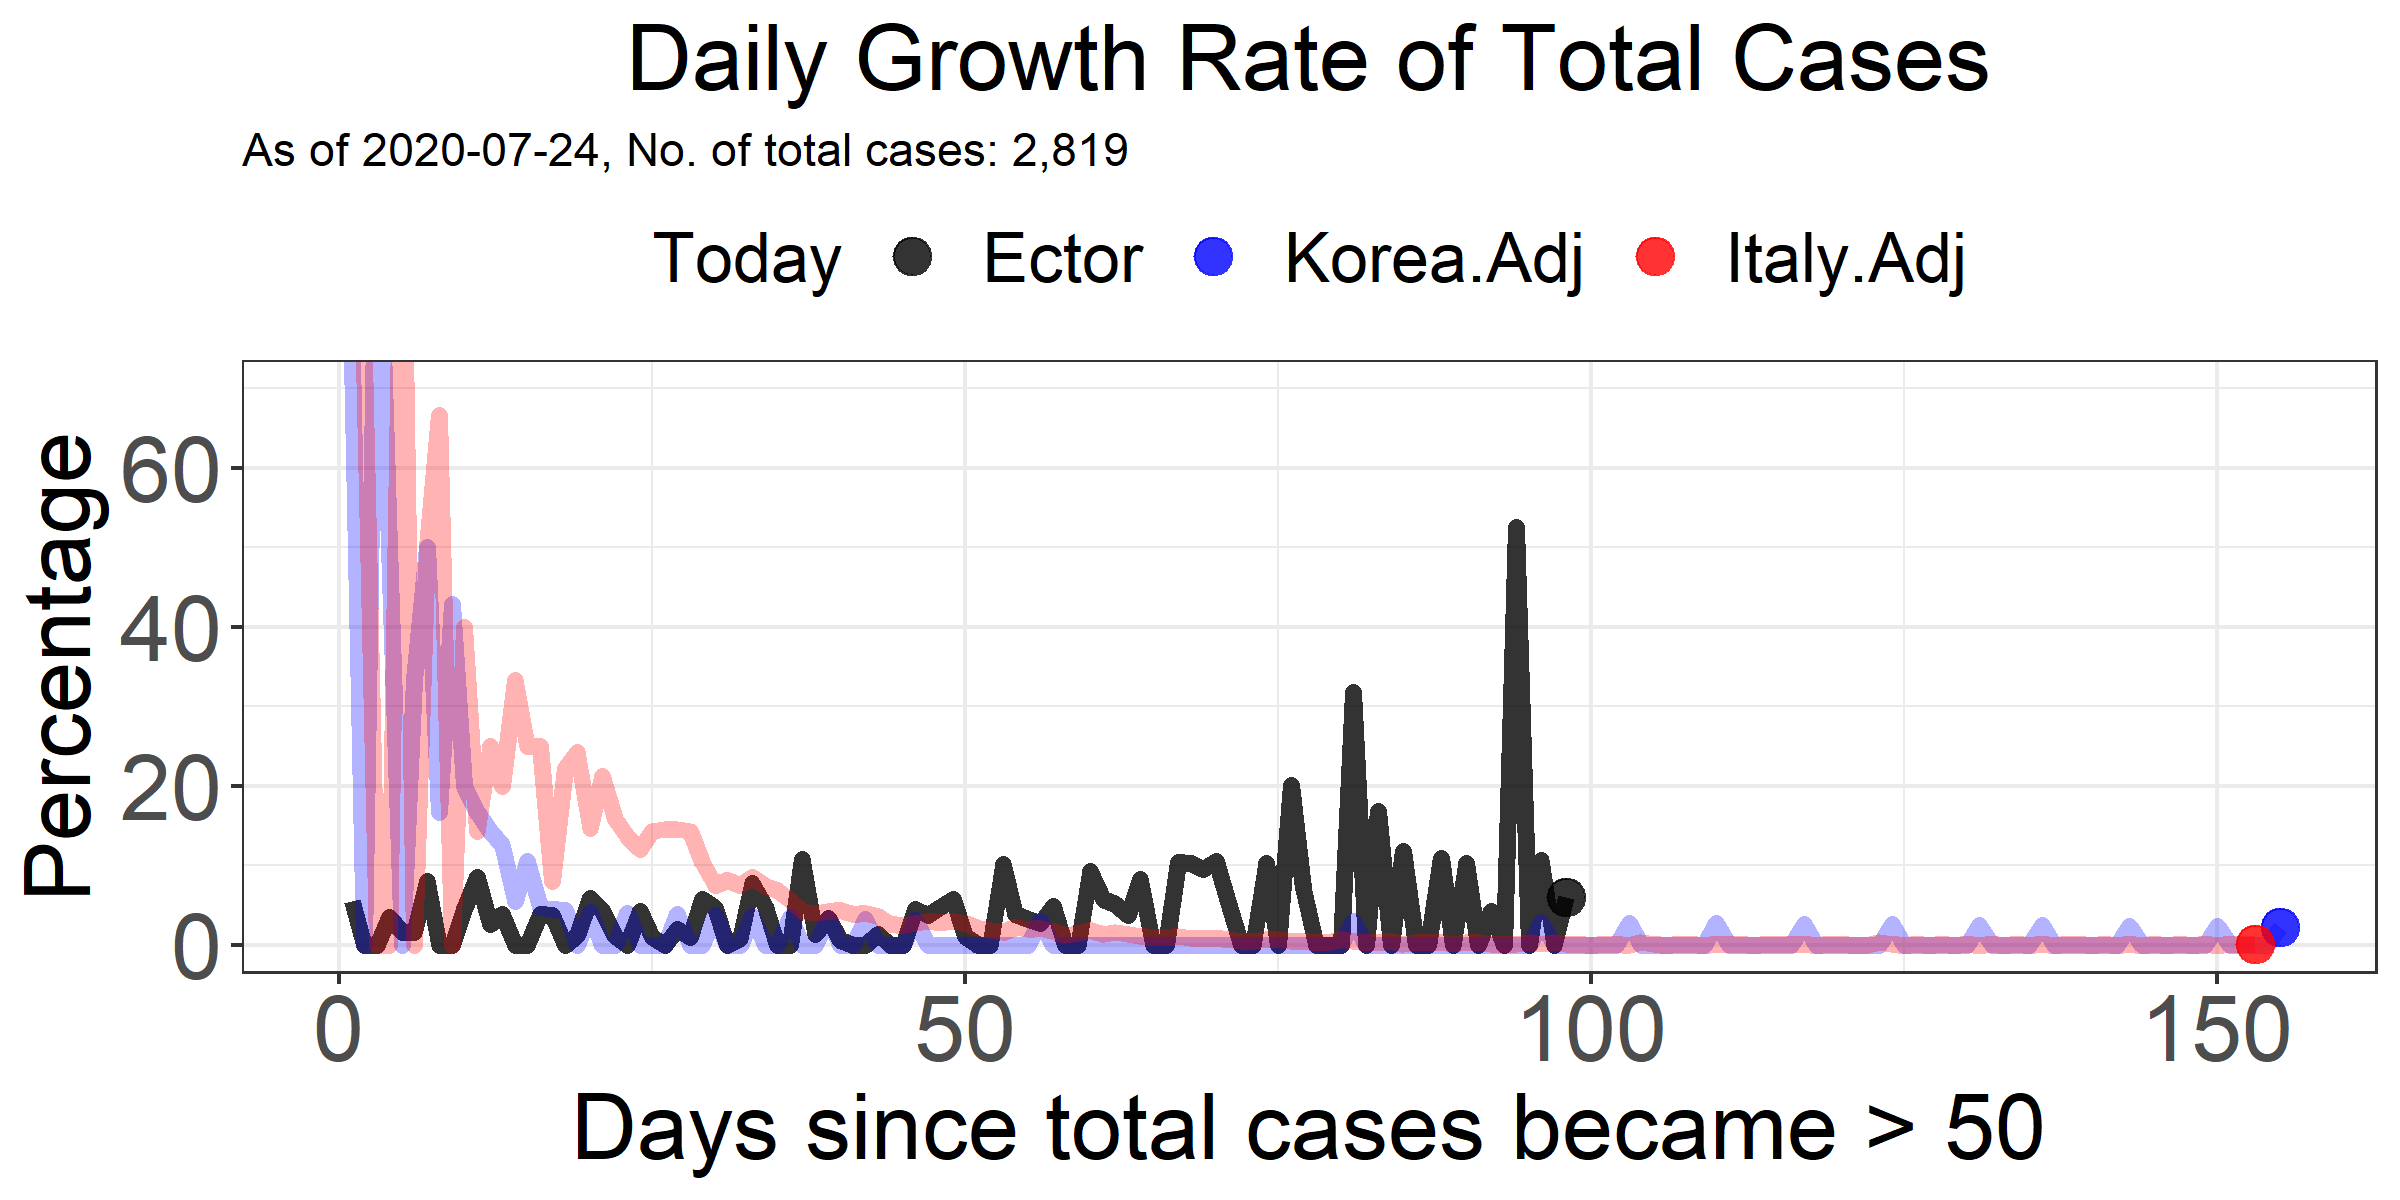 Daily Growth Rate of Total Cases
As of 2020-07-24, No. of total cases: 2,819
Today Ector Korea.Adj Italy.Adj
Percentage
60
40
20
0
0 50 100 150
Days since total cases became > 50